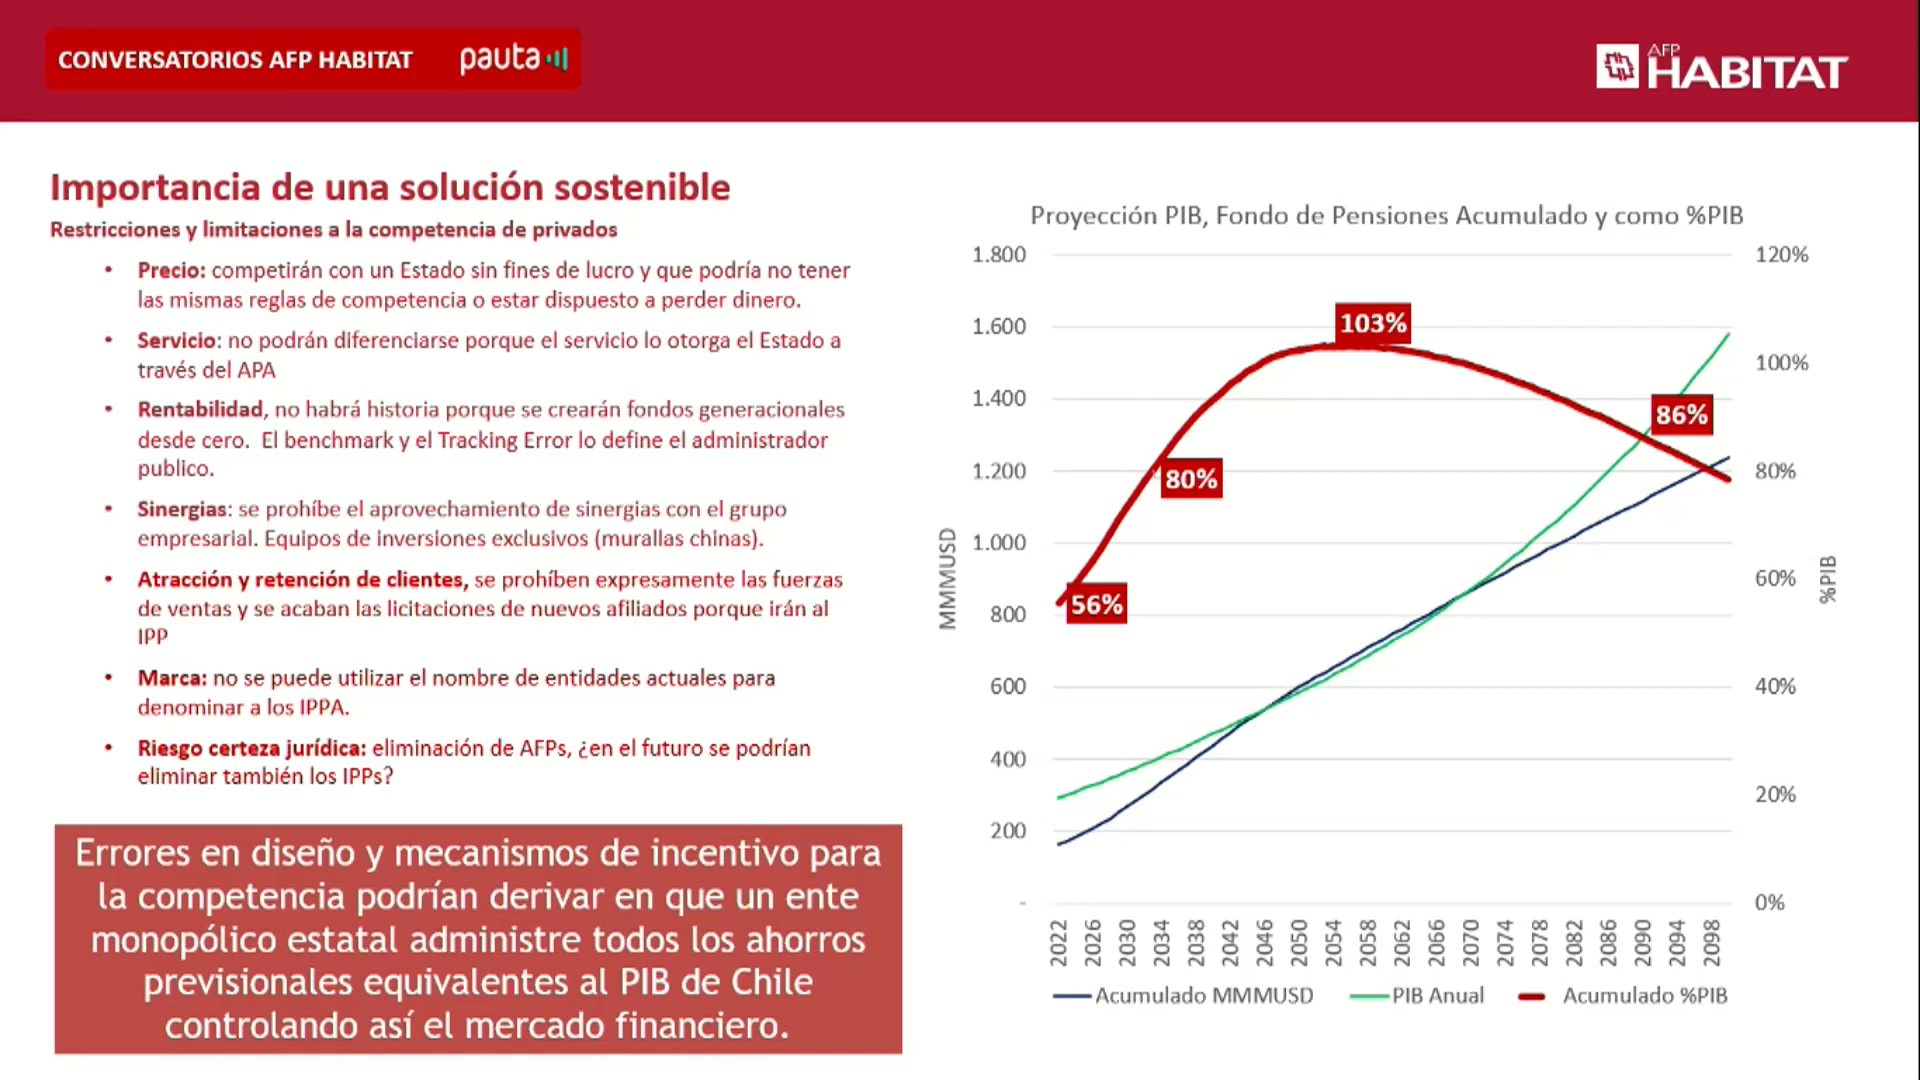 CONVERSATORIOS AFP HABITAT
pauta
AFP
HABITAT
Importancia de una solución sostenible
Restricciones y limitaciones a la competencia de privados
• Precio: competirán con un Estado sin fines de lucro y que podría no tener
las mismas reglas de competencia o estar dispuesto a perder dinero.
• Servicio: no podrán diferenciarse porque el servicio lo otorga el Estado a
través del APA
• Rentabilidad, no habrá historia porque se crearán fondos generacionales
desde cero. El benchmark y el Tracking Error lo define el administrador
publico.
• Sinergias: se prohíbe el aprovechamiento de sinergias con el grupo
empresarial. Equipos de inversiones exclusivos (murallas chinas).
• Atracción y retención de clientes, se prohíben expresamente las fuerzas
de ventas y se acaban las licitaciones de nuevos afiliados porque irán al
IPP
• Marca: no se puede utilizar el nombre de entidades actuales para
denominar a los IPPA.
• Riesgo certeza jurídica: eliminación de AFPs, ¿en el futuro se podrían
eliminar también los IPPs?
Errores en diseño y mecanismos de incentivo para
la competencia podrían derivar en que un ente
monopólico estatal administre todos los ahorros
previsionales equivalentes al PIB de Chile
controlando así el mercado financiero.
Proyección PIB, Fondo de Pensiones Acumulado y como %PIB
MMMUSD
1.800
1.600
1.400
1.200
1.000
800
600
400
200
-
56%
80%
103%
86%
120%
100%
80%
60%
40%
20%
0%
%PIB
2022 2026 2030 2034 2038 2042 2046 2050 2054 2058 2062 2066 2070 2074 2078 2082 2086 2090 2094 2098
Acumulado MMMUSD PIB Anual Acumulado %PIB